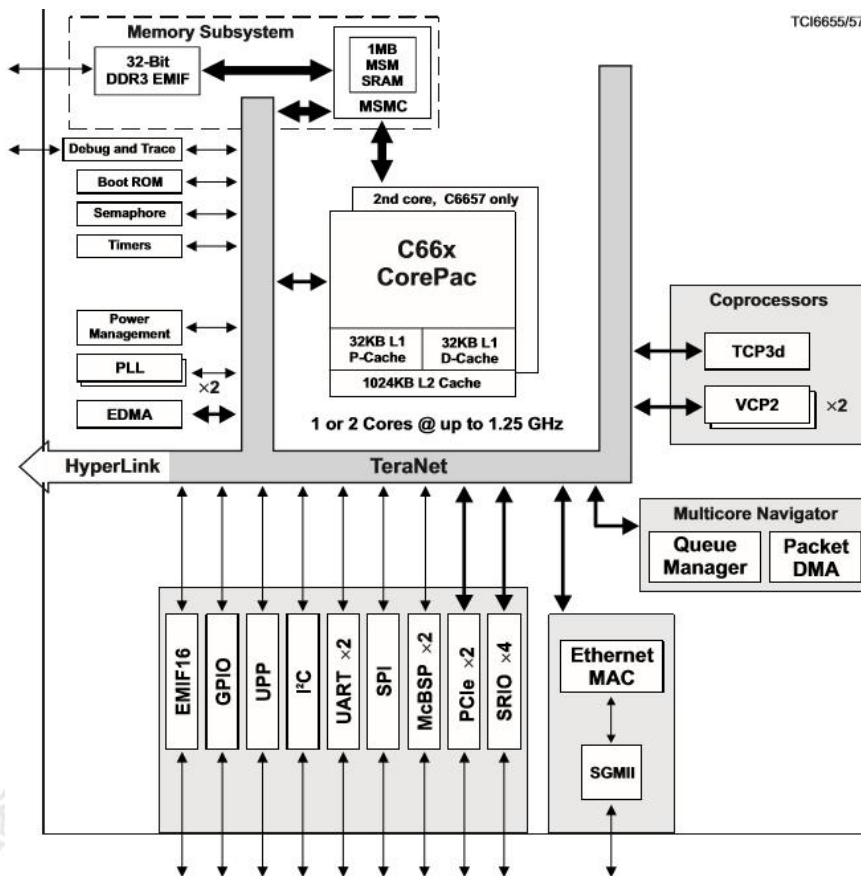 TCI6655/57
Memory Subsystem
32-Bit
DDR3 EMIF
1MB
MSM
SRAM
MSMC
Debug and Trace
Boot ROM
Semaphore
Timers
Power
Management
PLL
×2
EDMA
2nd core, C6657 only
C66x
CorePac
32KB L1
P-Cache
32KB L1
D-Cache
1024KB L2 Cache
1 or 2 Cores @ up to 1.25 GHz
Coprocessors
TCP3d
VCP2
×2
HyperLink
TeraNet
Multicore Navigator
Queue
Manager
Packet
DMA
EMIF16
GPIO
UPP
I²C
UART ×2
SPI
McBSP ×2
PCIe ×2
SRIO ×4
Ethernet
MAC
SGMII